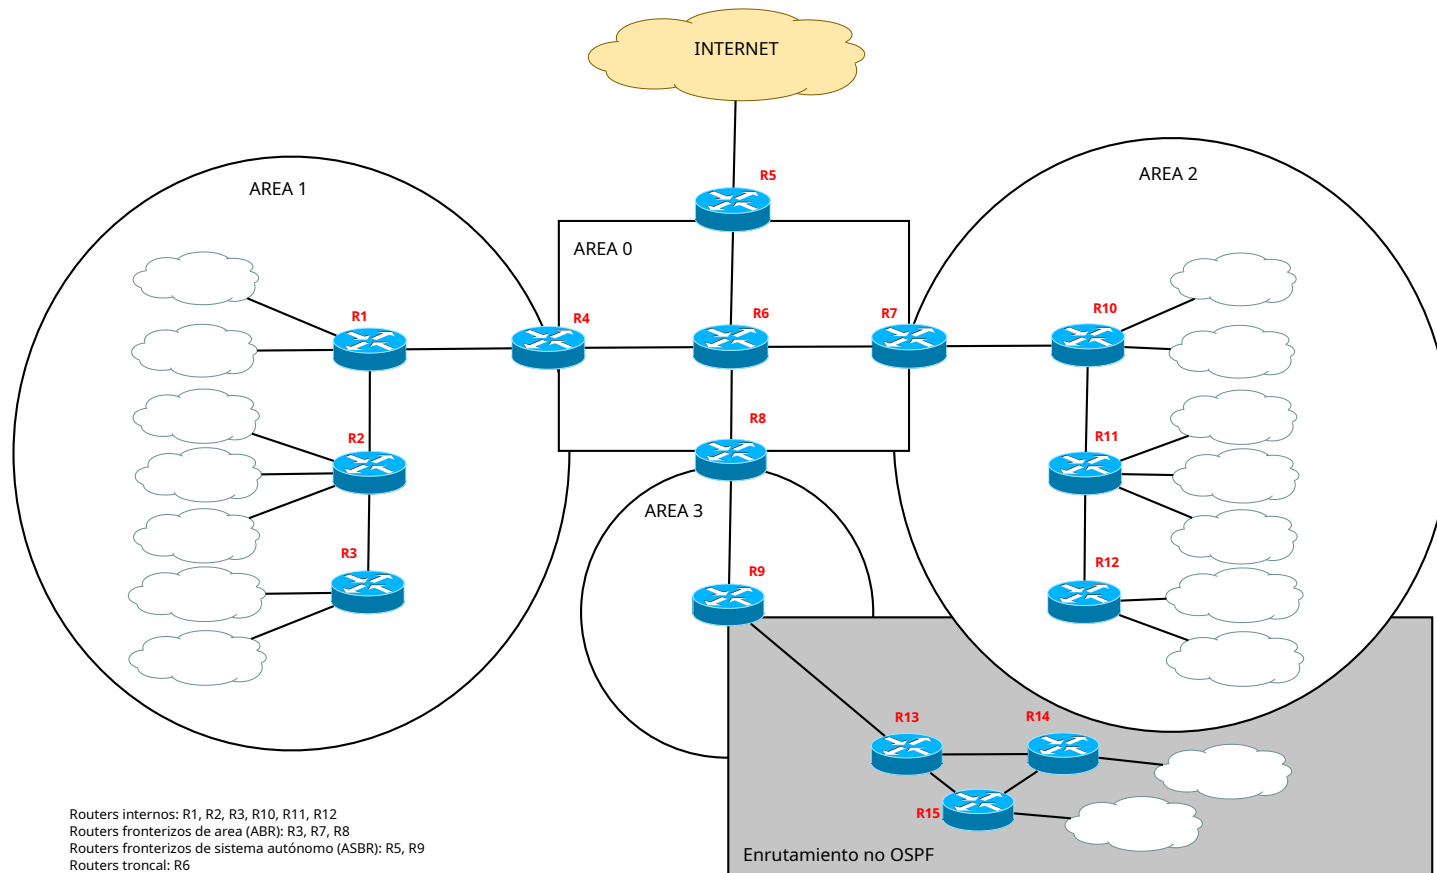 INTERNET
R5
AREA 1
AREA 2
AREA 0
R1
R4
R6
R7
R10
R2
R8
R11
AREA 3
R3
R9
R12
R13
R14
R15
Enrutamiento no OSPF
Routers internos: R1, R2, R3, R10, R11, R12
Routers fronterizos de area (ABR): R3, R7, R8
Routers fronterizos de sistema autónomo (ASBR): R5, R9
Routers troncal: R6